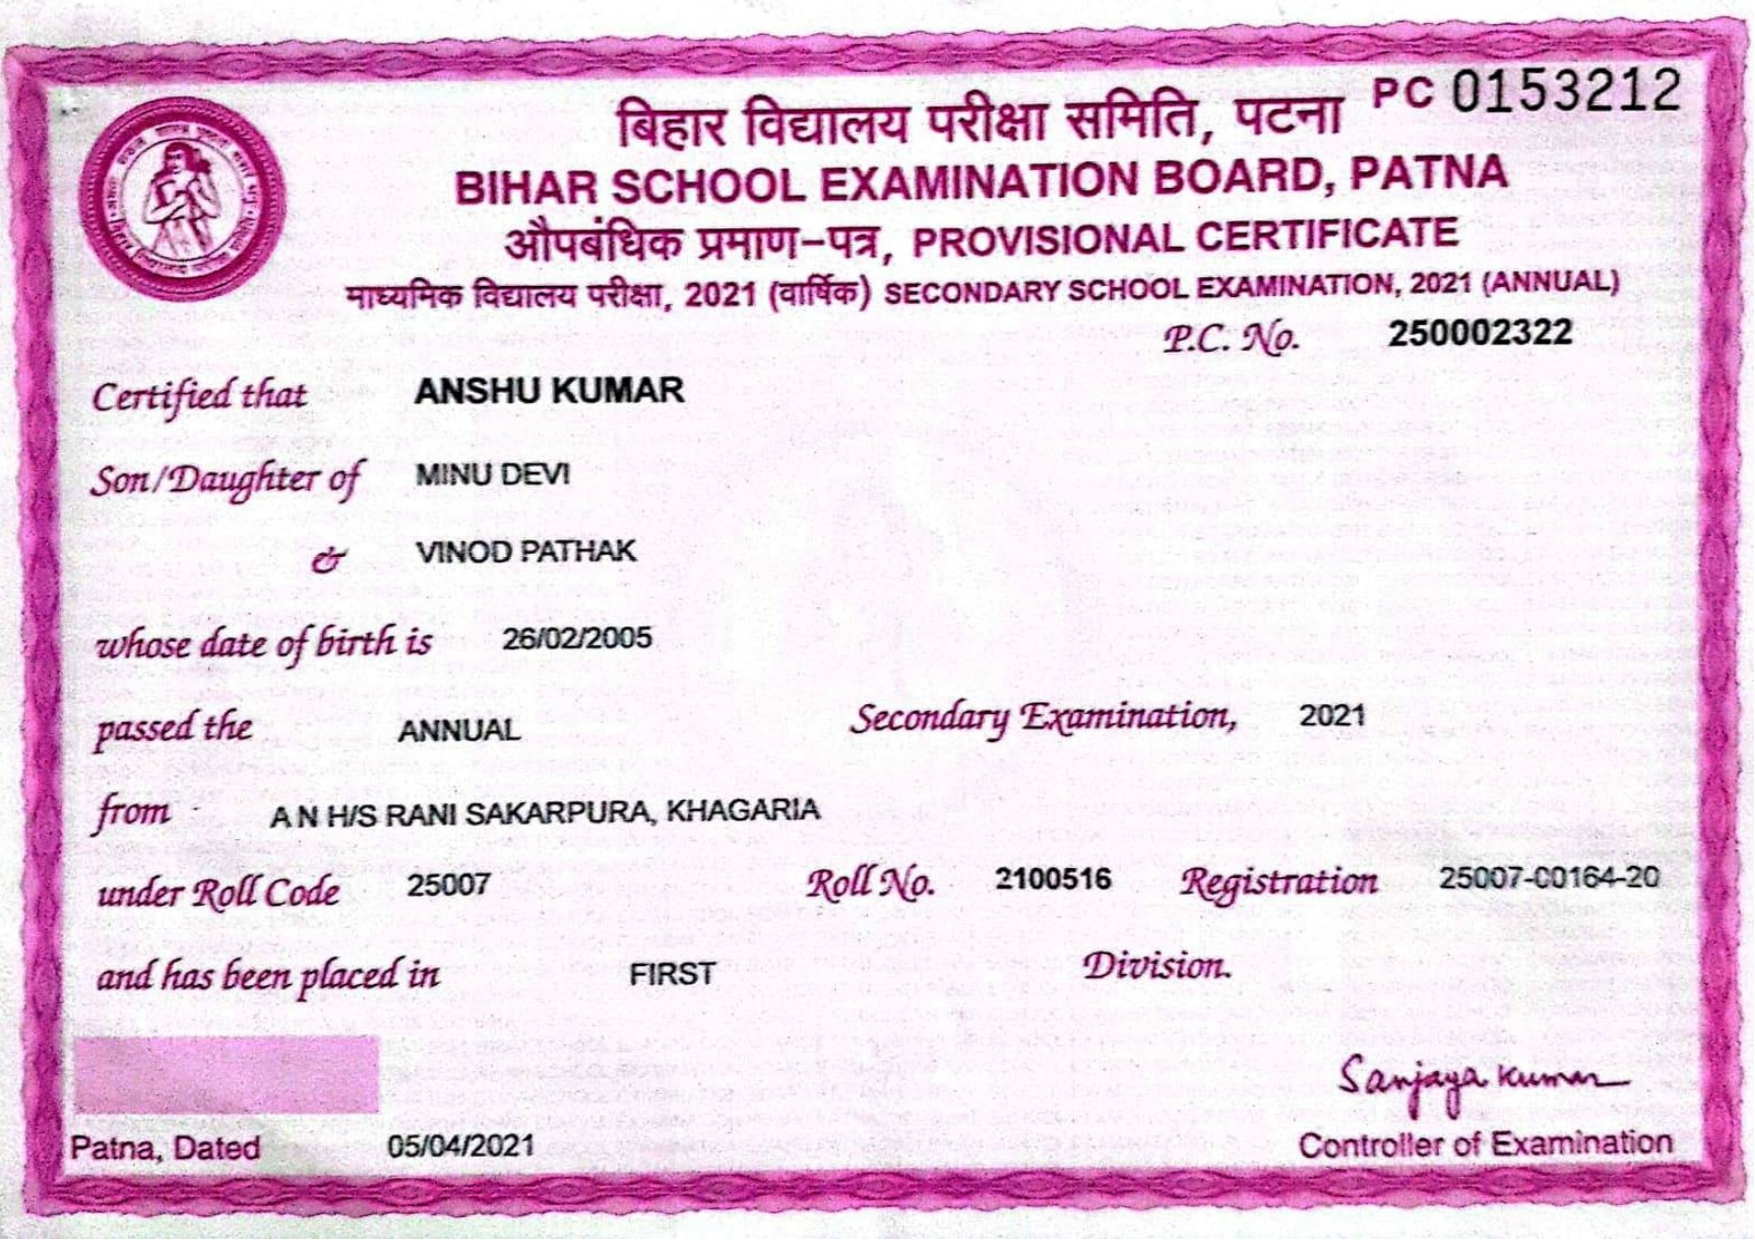 PC 0153212
बिहार विद्यालय परीक्षा समिति, पटना
BIHAR SCHOOL EXAMINATION BOARD, PATNA
औपबंधिक प्रमाण-पत्र, PROVISIONAL CERTIFICATE
माध्यमिक विद्यालय परीक्षा, 2021 (वार्षिक) SECONDARY SCHOOL EXAMINATION, 2021 (ANNUAL)
P.C. No. 250002322
Certified that ANSHU KUMAR
Son/Daughter of MINU DEVI
& VINOD PATHAK
whose date of birth is 26/02/2005
passed the ANNUAL Secondary Examination, 2021
from A N H/S RANI SAKARPURA, KHAGARIA
under Roll Code 25007 Roll No. 2100516 Registration 25007-00164-20
and has been placed in FIRST Division.
Sanjaya Kumar
Patna, Dated 05/04/2021 Controller of Examination